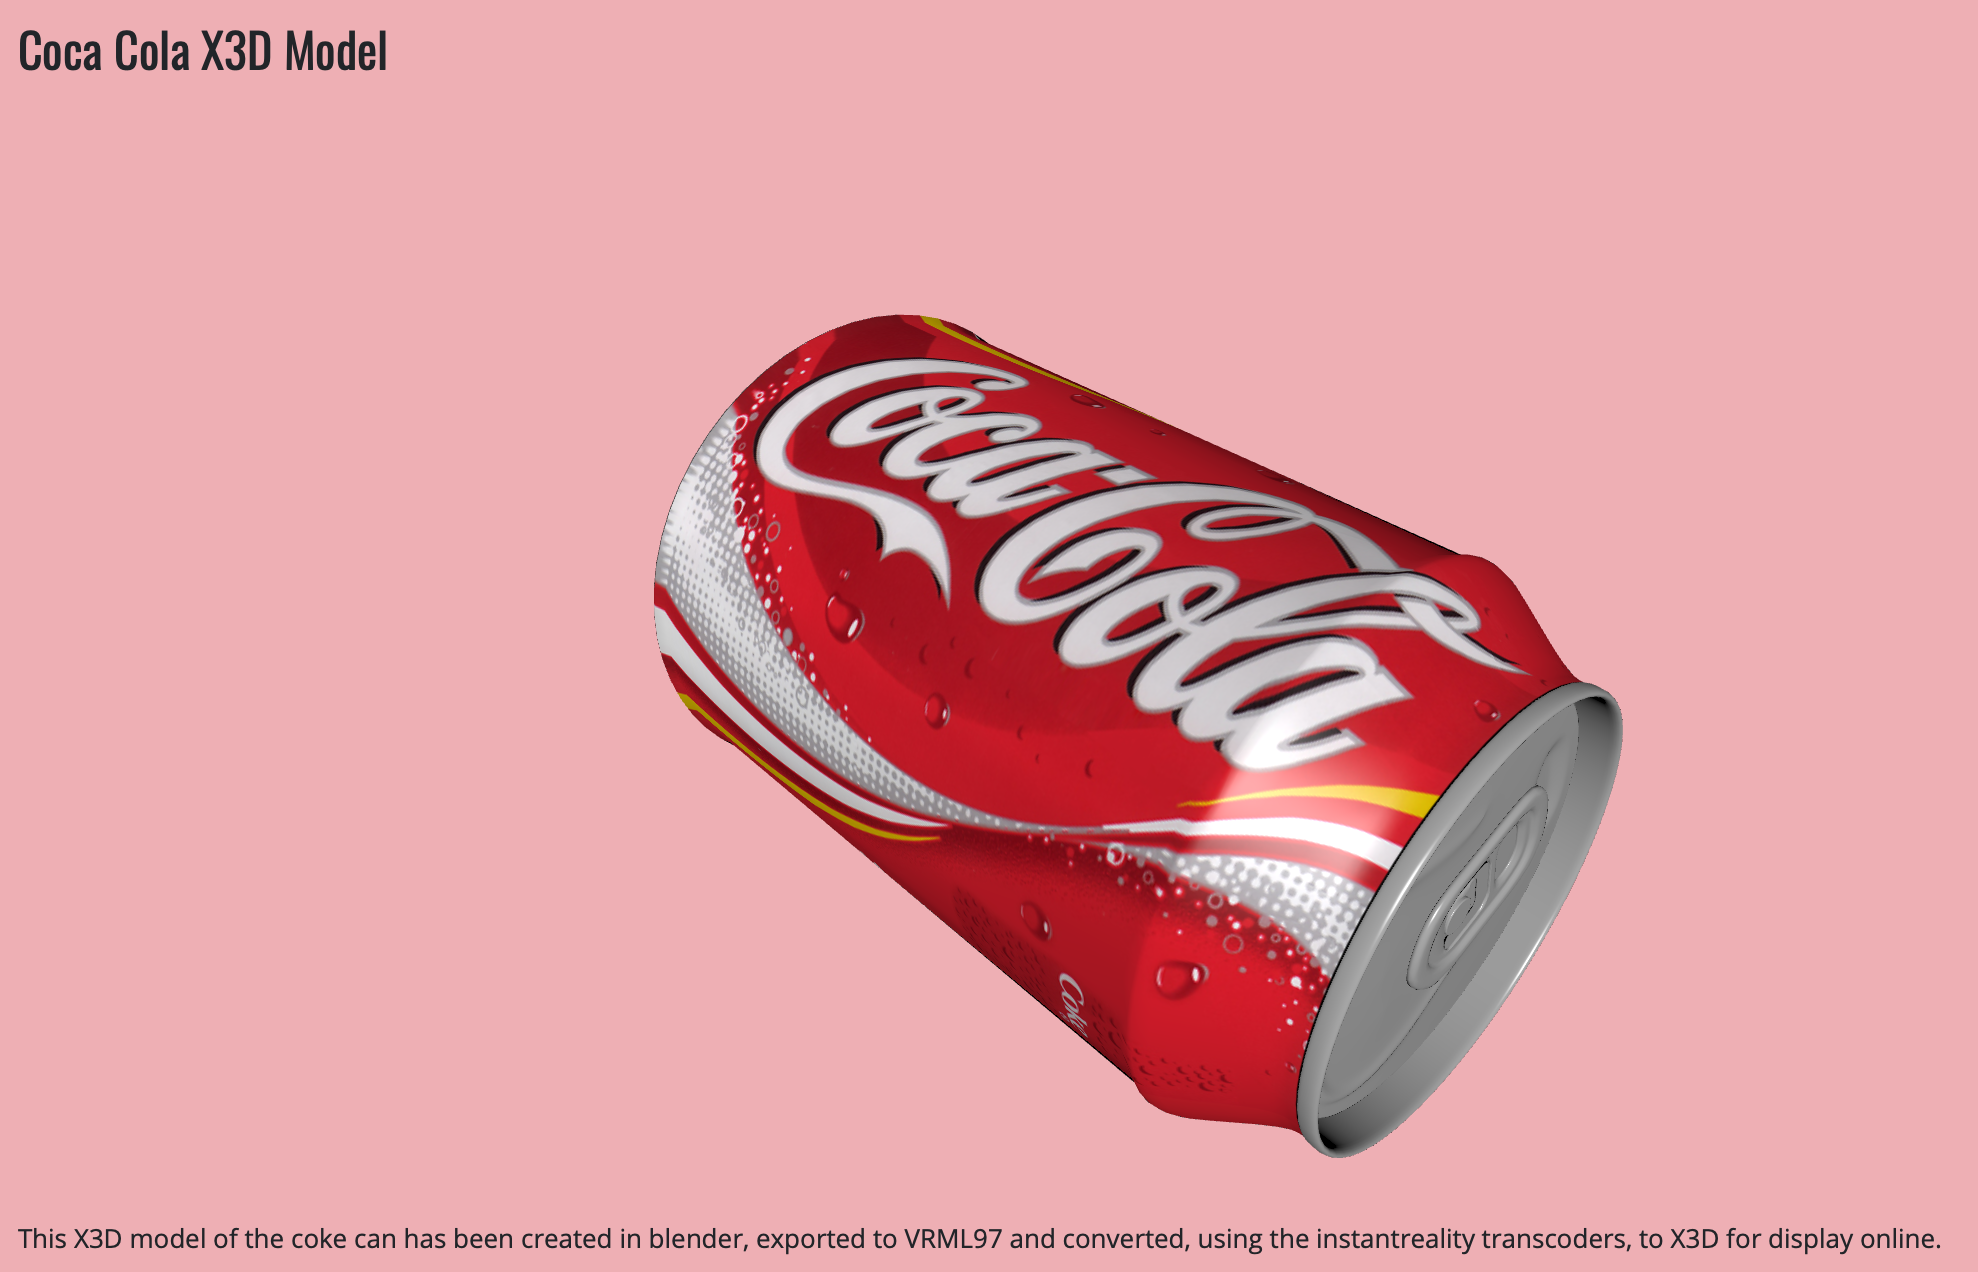 Coca Cola X3D Model
Coca-Cola
Coke
This X3D model of the coke can has been created in blender, exported to VRML97 and converted, using the instantreality transcoders, to X3D for display online.